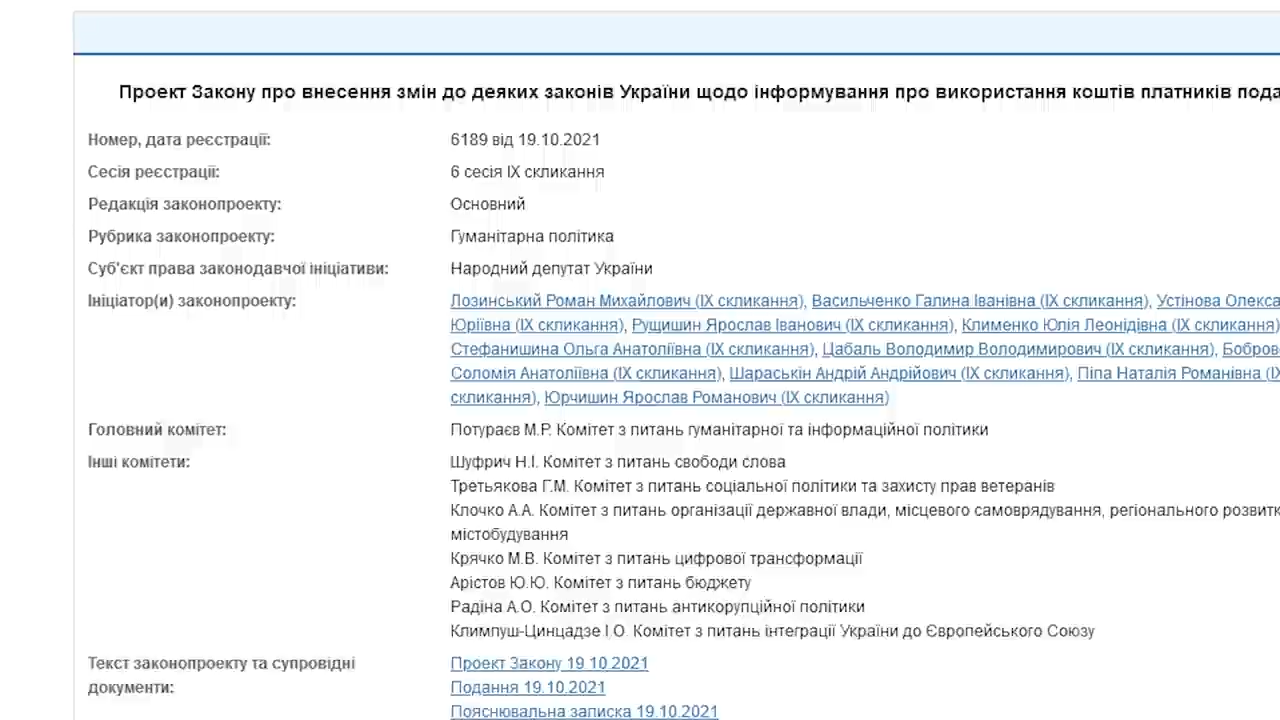 Проект Закону про внесення змін до деяких законів України щодо інформування про використання коштів платників пода
Номер, дата реєстрації: 6189 від 19.10.2021
Сесія реєстрації: 6 сесія IX скликання
Редакція законопроекту: Основний
Рубрика законопроекту: Гуманітарна політика
Суб'єкт права законодавчої ініціативи: Народний депутат України
Ініціатор(и) законопроекту: Лозинський Роман Михайлович (IX скликання), Васильченко Галина Іванівна (IX скликання), Устінова Олекса
Юріївна (IX скликання), Рущишин Ярослав Іванович (IX скликання), Клименко Юлія Леонідівна (IX скликання)
Стефанишина Ольга Анатоліївна (IX скликання), Цабаль Володимир Володимирович (IX скликання), Бобров
Соломія Анатоліївна (IX скликання), Шараськін Андрій Андрійович (IX скликання), Піпа Наталія Романівна (IX
скликання), Юрчишин Ярослав Романович (IX скликання)
Головний комітет: Потураєв М.Р. Комітет з питань гуманітарної та інформаційної політики
Інші комітети: Шуфрич Н.І. Комітет з питань свободи слова
Третьякова Г.М. Комітет з питань соціальної політики та захисту прав ветеранів
Клочко А.А. Комітет з питань організації державної влади, місцевого самоврядування, регіонального розвитк
містобудування
Крячко М.В. Комітет з питань цифрової трансформації
Арістов Ю.Ю. Комітет з питань бюджету
Радіна А.О. Комітет з питань антикорупційної політики
Климпуш-Цинцадзе І.О. Комітет з питань інтеграції України до Європейського Союзу
Текст законопроекту та супровідні Проект Закону 19.10.2021
документи: Подання 19.10.2021
Пояснювальна записка 19.10.2021